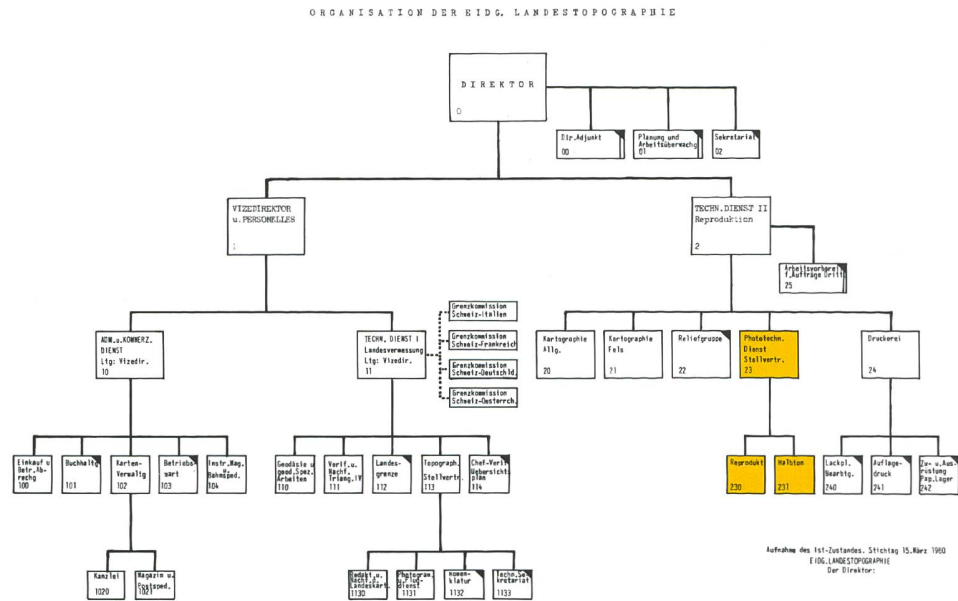 ORGANISATION DER EIDG. LANDESTOPOGRAPHIE
DIREKTOR
0
Dir.Adjunkt
00
Planung und
Arbeitsüberwachg
01
Sekretariat
02
VIZEDIREKTOR
u.PERSONELLES
1
TECHN.DIENST II
Reproduktion
2
Arbeitsvorbereit
f.Aufträge Dritt.
25
ADM.u.KOMMERZ.
DIENST
Ltg: Vizedir.
10
TECHN. DIENST I
Landesvermessung
Ltg: Vizedir.
11
Grenzkommission
Schweiz-Italien
Grenzkommission
Schweiz-Frankreich
Grenzkommission
Schweiz-Deutschld.
Grenzkommission
Schweiz-Oesterrch.
Kartographie
Allg.
20
Kartographie
Fels
21
Reliefgruppe
22
Phototechn.
Dienst
Stellvertr.
23
Druckerei
24
Einkauf u
Betr.Ab-
rechg
100
Buchhaltg
101
Karten-
Verwaltg
102
Betriebs-
wart
103
Instr.Mag.
u.
Bahnsped.
104
Geodäsie u
geod.Spez.
Arbeiten
110
Verif.u.
Nachf.
Triang.IV
111
Landes-
grenze
112
Topograph.
Stellvertr.
113
Chef-Verif.
Uebersichts
plan
114
Reprodukt
230
Halbton
231
Lackpl.
Bearbtg.
240
Auflage-
druck
241
Zu- u.Aus-
rüstung
Pap.Lager
242
Kanzlei
1020
Magazin u.
Postsped.
1021
Redakt.u.
Nachf.d.
Landeskart.
1130
Photogram.
u.Flug-
dienst
1131
Nomen-
klatur
1132
Techn.Se-
kretariat
1133
Aufnahme des Ist-Zustandes. Stichtag 15.März 1980
EIDG.LANDESTOPOGRAPHIE
Der Direktor: